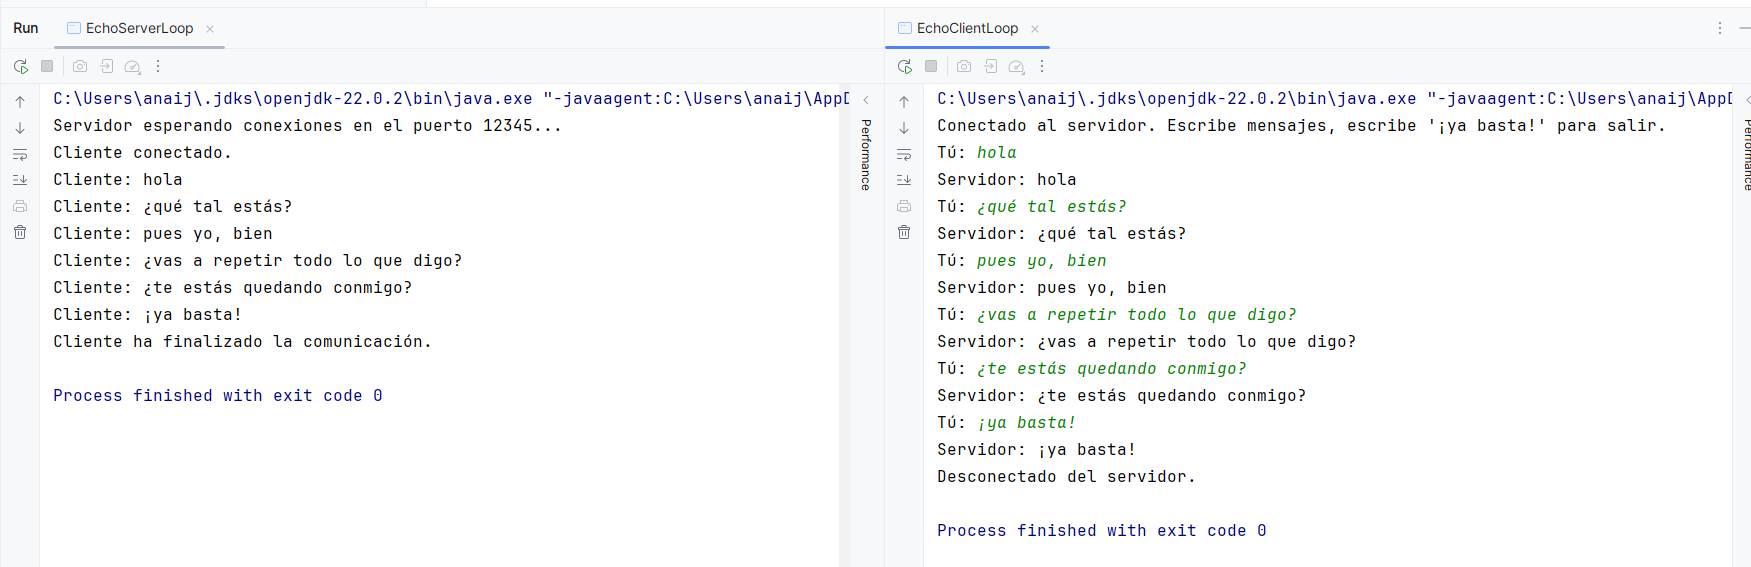 Run EchoServerLoop
C:\Users\anaij\.jdks\openjdk-22.0.2\bin\java.exe "-javaagent:C:\Users\anaij\AppD
Servidor esperando conexiones en el puerto 12345...
Cliente conectado.
Cliente: hola
Cliente: ¿qué tal estás?
Cliente: pues yo, bien
Cliente: ¿vas a repetir todo lo que digo?
Cliente: ¿te estás quedando conmigo?
Cliente: ¡ya basta!
Cliente ha finalizado la comunicación.
Process finished with exit code 0
Performance
EchoClientLoop
C:\Users\anaij\.jdks\openjdk-22.0.2\bin\java.exe "-javaagent:C:\Users\anaij\AppD
Conectado al servidor. Escribe mensajes, escribe '¡ya basta!' para salir.
Tú: hola
Servidor: hola
Tú: ¿qué tal estás?
Servidor: ¿qué tal estás?
Tú: pues yo, bien
Servidor: pues yo, bien
Tú: ¿vas a repetir todo lo que digo?
Servidor: ¿vas a repetir todo lo que digo?
Tú: ¿te estás quedando conmigo?
Servidor: ¿te estás quedando conmigo?
Tú: ¡ya basta!
Servidor: ¡ya basta!
Desconectado del servidor.
Process finished with exit code 0
Performance